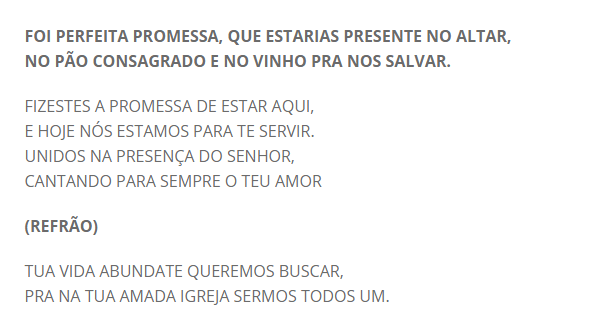 FOI PERFEITA PROMESSA, QUE ESTARIAS PRESENTE NO ALTAR,
NO PÃO CONSAGRADO E NO VINHO PRA NOS SALVAR.
FIZESTES A PROMESSA DE ESTAR AQUI,
E HOJE NÓS ESTAMOS PARA TE SERVIR.
UNIDOS NA PRESENÇA DO SENHOR,
CANTANDO PARA SEMPRE O TEU AMOR
(REFRÃO)
TUA VIDA ABUNDATE QUEREMOS BUSCAR,
PRA NA TUA AMADA IGREJA SERMOS TODOS UM.